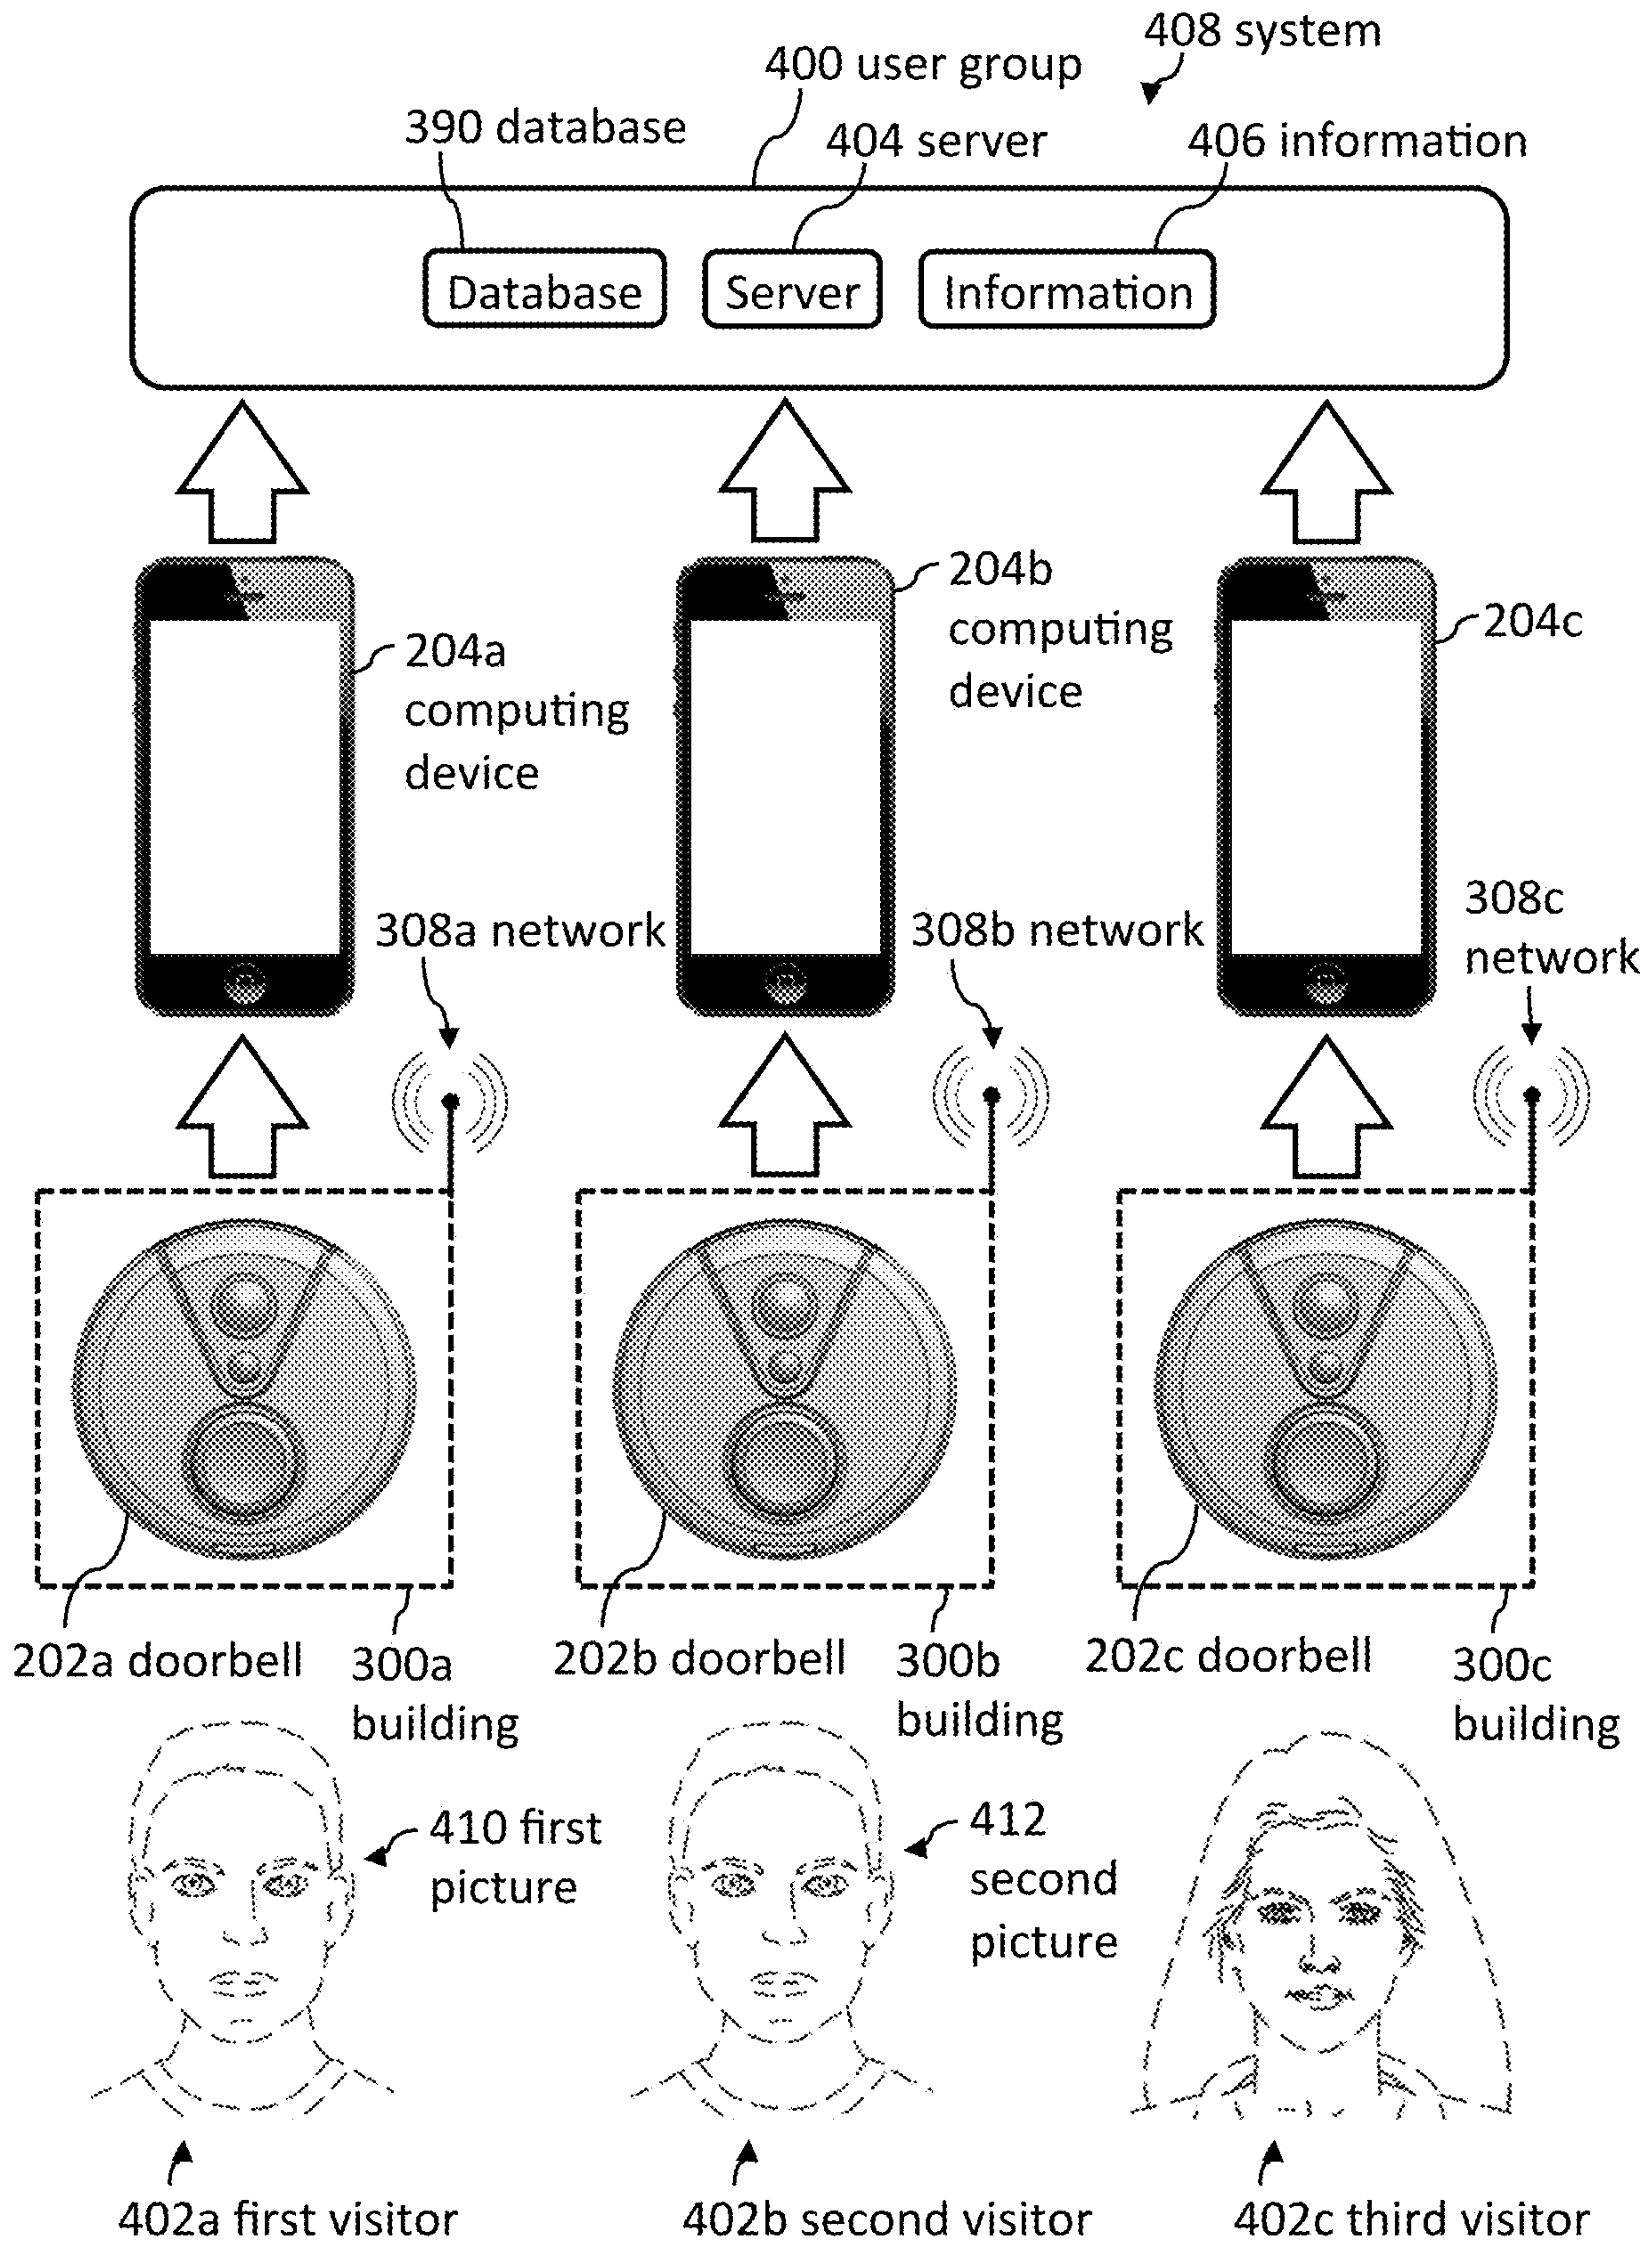 408 system
400 user group
390 database
404 server
406 information
Database
Server
Information
204b
computing
device
204c
204a
computing
device
308c
network
308a network
308b network
202a doorbell
300a
building
202b doorbell
300b
building
202c doorbell
300c
building
410 first
picture
412
second
picture
402a first visitor
402b second visitor
402c third visitor